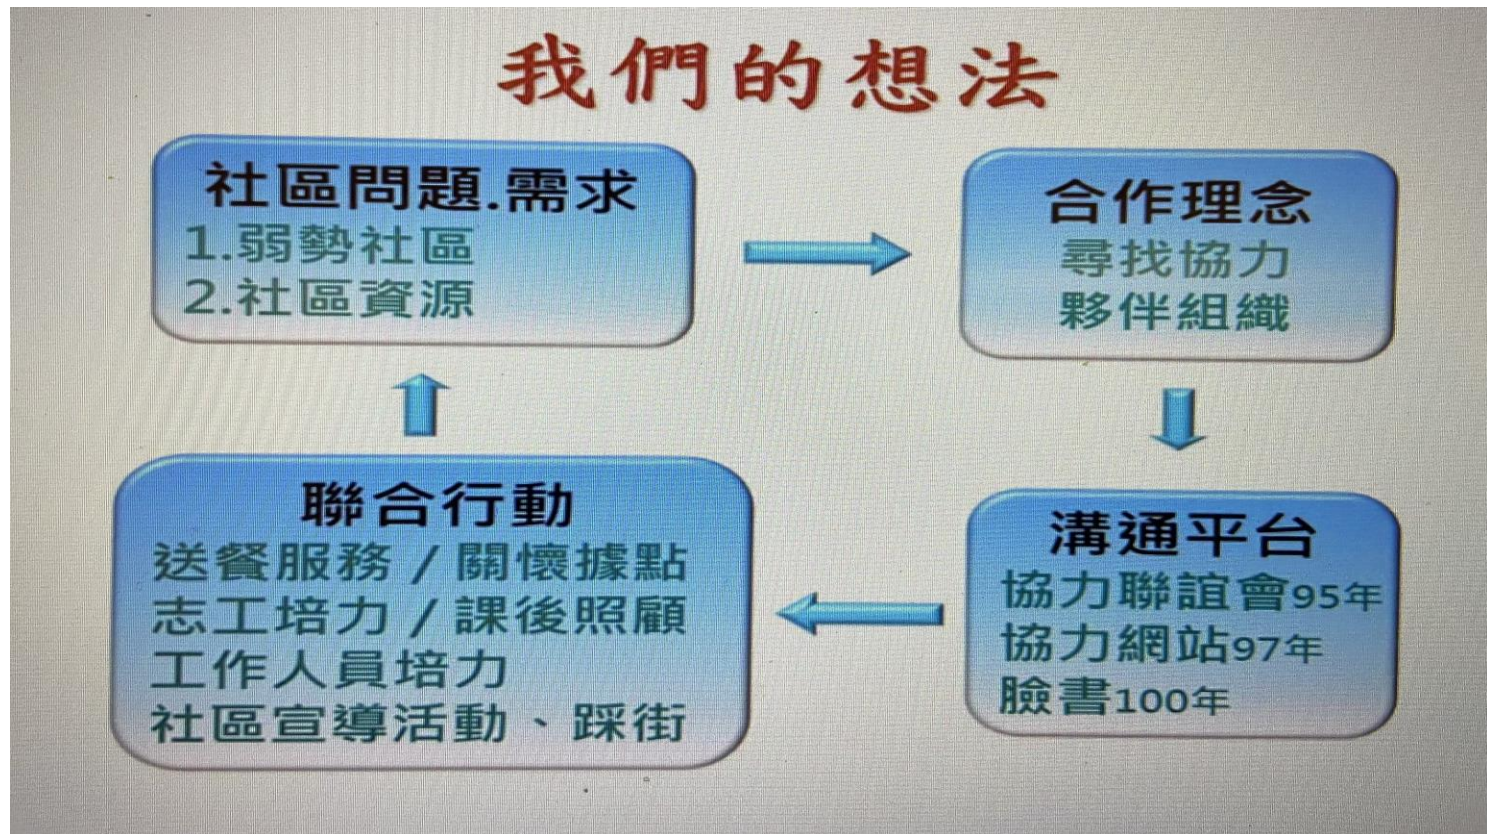 我們的想法
社區問題.需求
1.弱勢社區
2.社區資源
合作理念
尋找協力
夥伴組織
溝通平台
協力聯誼會95年
協力網站97年
臉書100年
聯合行動
送餐服務/關懷據點
志工培力/課後照顧
工作人員培力
社區宣導活動、踩街